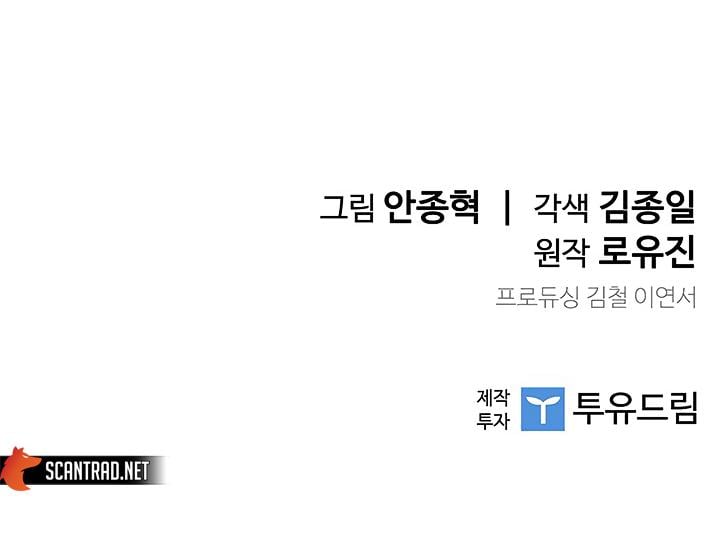 그림 안종혁 | 각색 김종일
원작 로유진
프로듀싱 김철 이연서
제작
투자
투유드림
SCANTRAD.NET